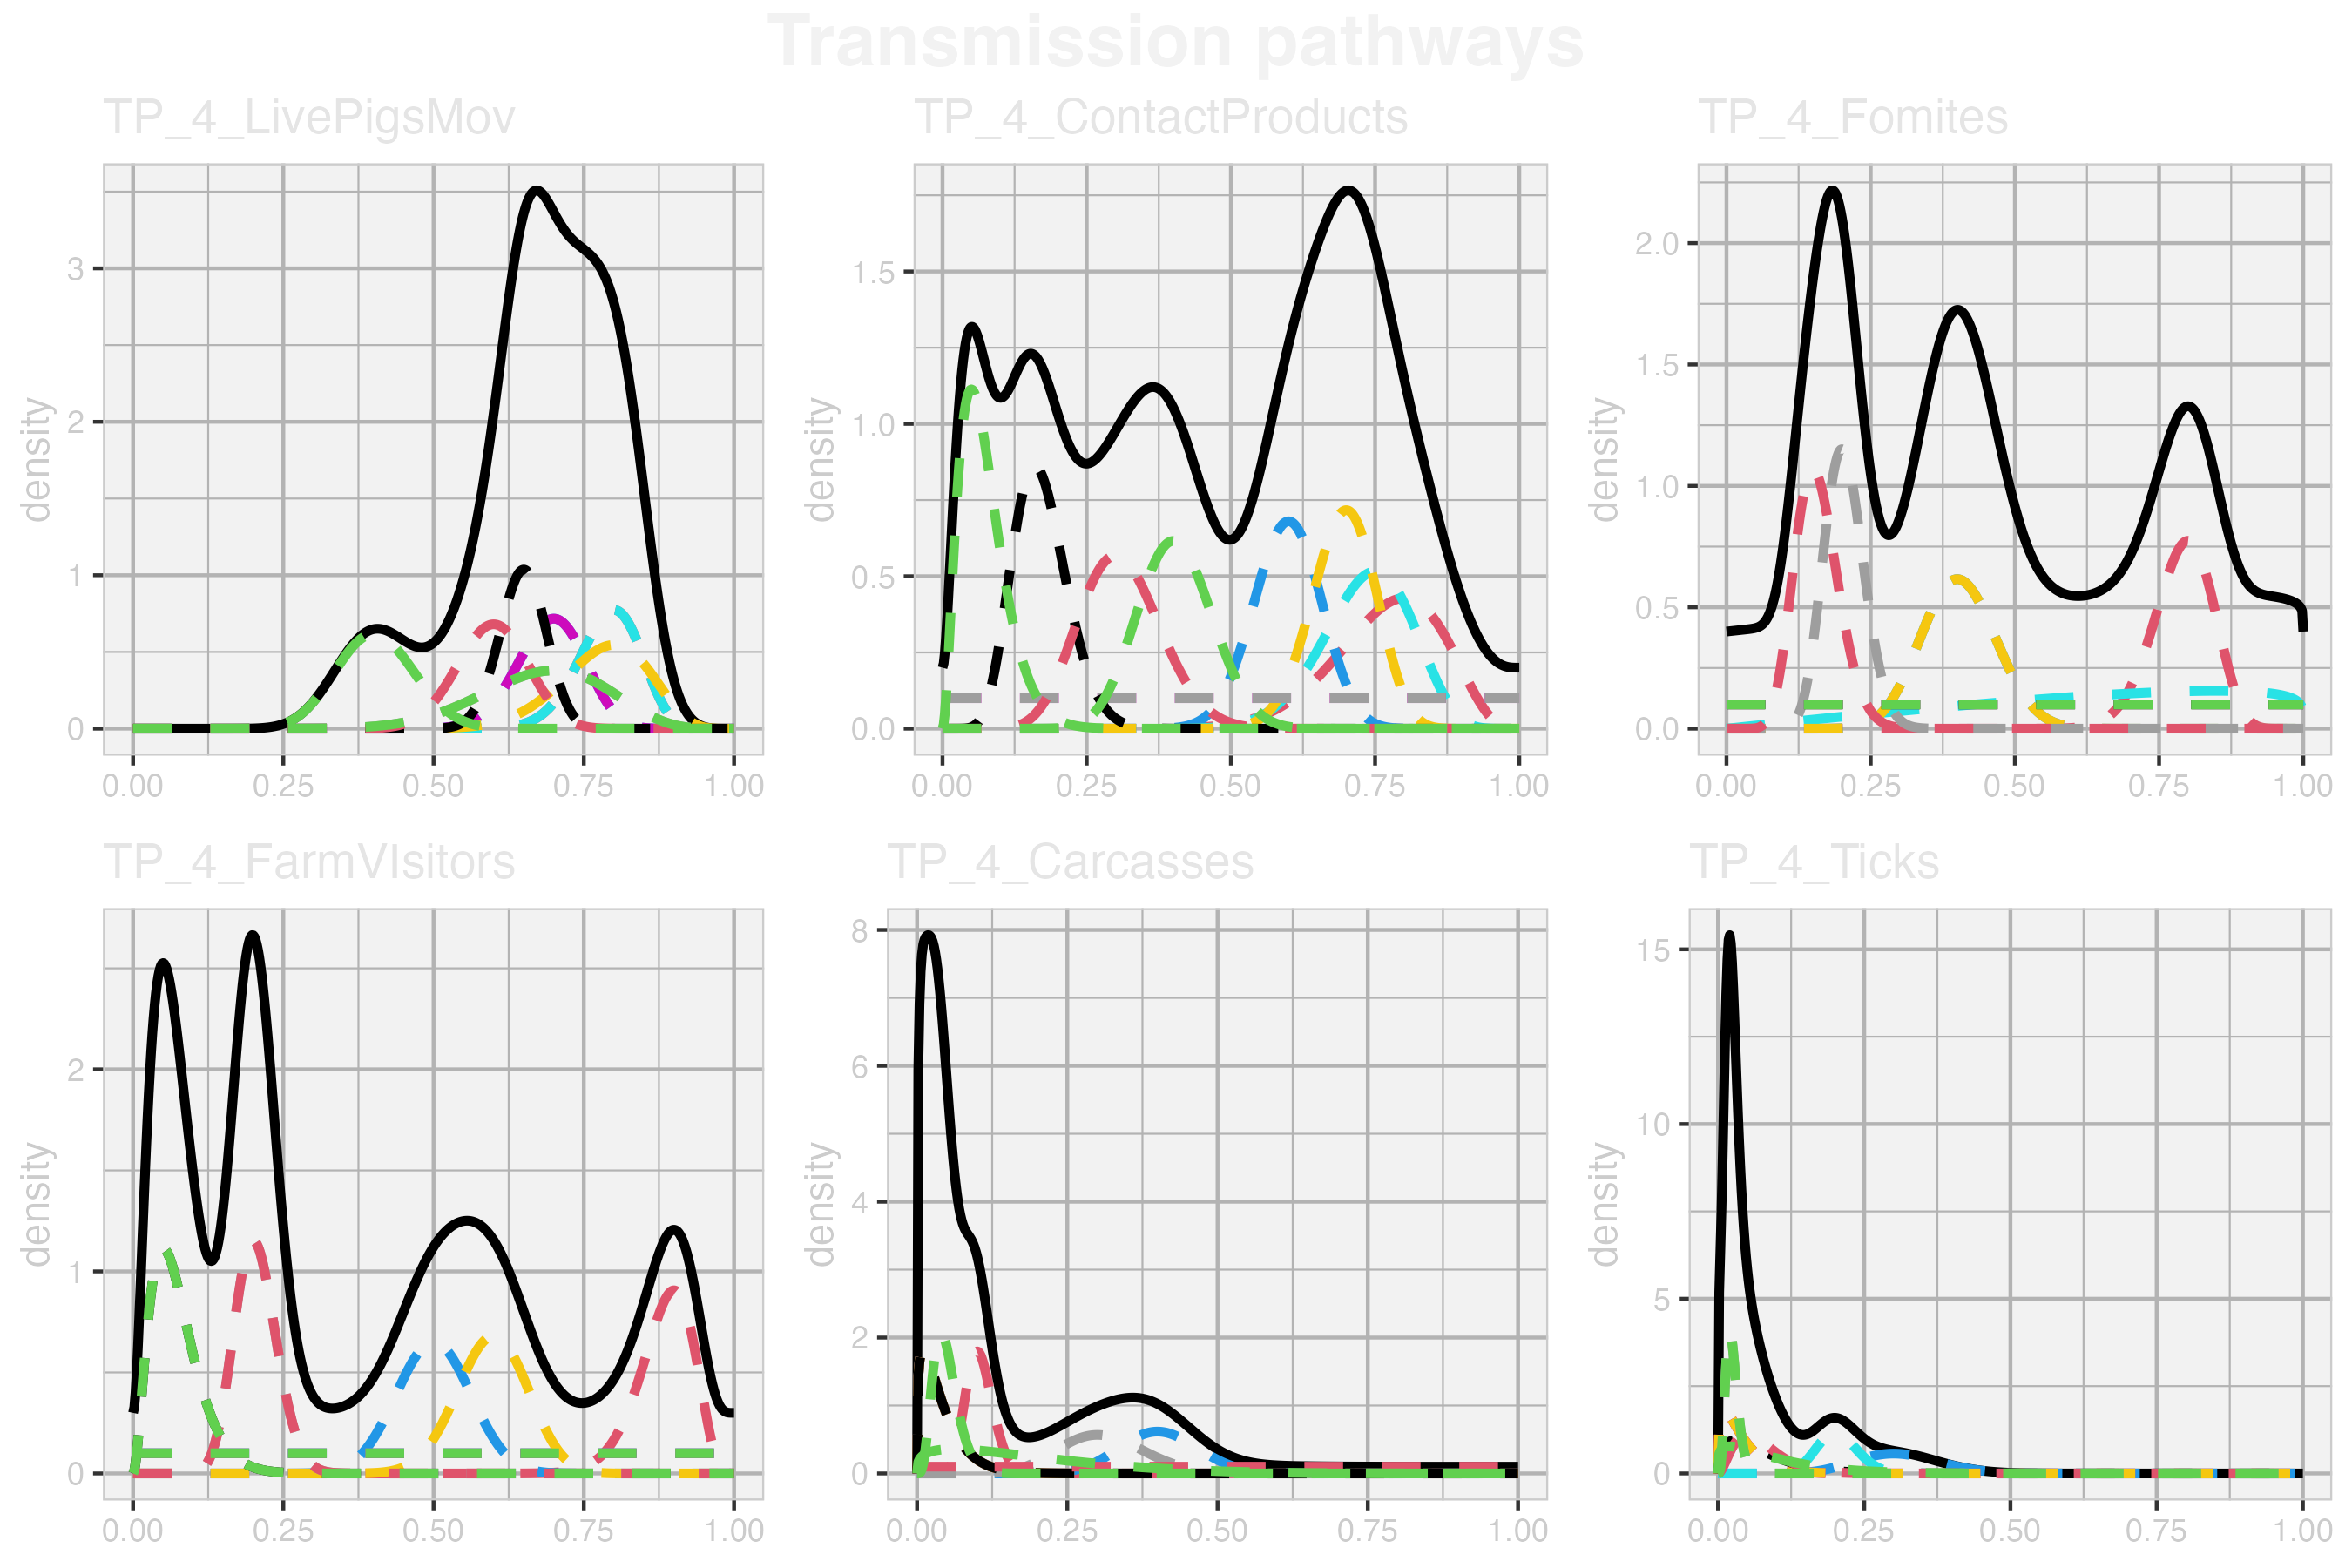 Transmission pathways
TP_4_LivePigsMov
TP_4_ContactProducts
TP_4_Fomites
density
3
2
1
0
0.00 0.25 0.50 0.75 1.00
density
1.5
1.0
0.5
0.0
0.00 0.25 0.50 0.75 1.00
density
2.0
1.5
1.0
0.5
0.0
0.00 0.25 0.50 0.75 1.00
TP_4_FarmVIsitors
TP_4_Carcasses
TP_4_Ticks
density
2
1
0
0.00 0.25 0.50 0.75 1.00
density
8
6
4
2
0
0.00 0.25 0.50 0.75 1.00
density
15
10
5
0
0.00 0.25 0.50 0.75 1.00